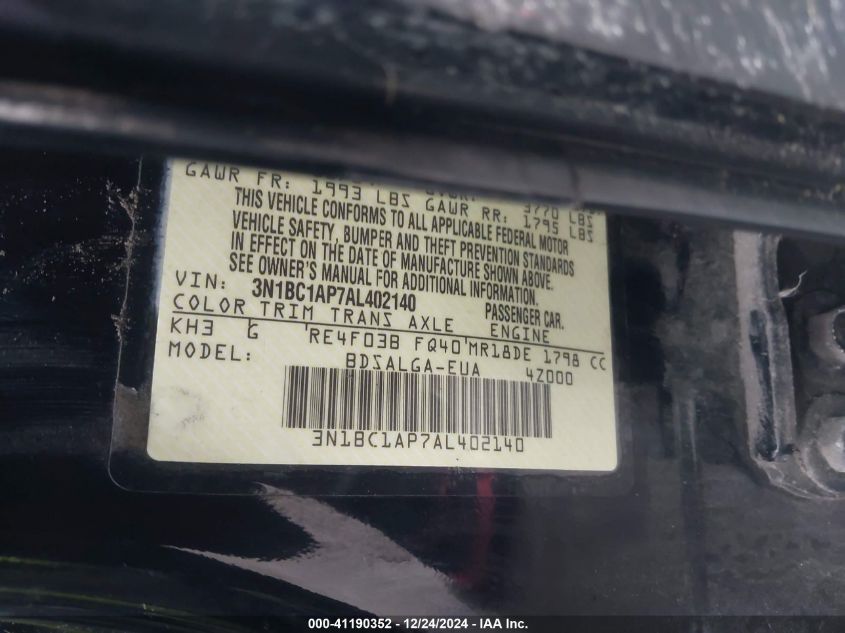 GAWR FR: 1993 LBS GAWR RR: 1795 LBS
3770 LBS
THIS VEHICLE CONFORMS TO ALL APPLICABLE FEDERAL MOTOR
VEHICLE SAFETY, BUMPER AND THEFT PREVENTION STANDARDS
IN EFFECT ON THE DATE OF MANUFACTURE SHOWN ABOVE.
SEE OWNER'S MANUAL FOR ADDITIONAL INFORMATION.
VIN: 3N1BC1AP7AL402140 PASSENGER CAR.
COLOR TRIM TRANS AXLE ENGINE
KH3 G RE4F03B FQ40 MR18DE 1798 CC
MODEL: BDSALGA-EUA 4Z000
3N1BC1AP7AL402140
000-41190352 - 12/24/2024 - IAA Inc.